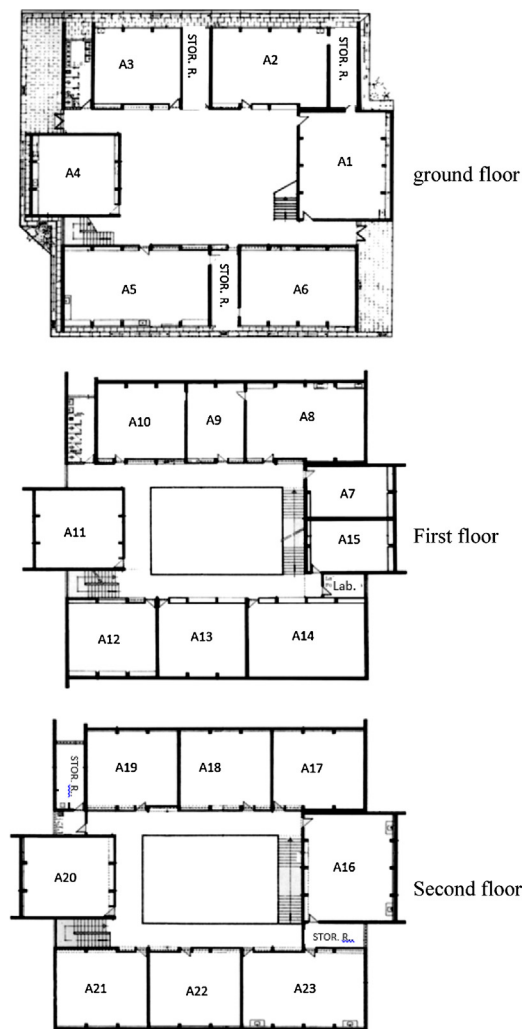 A3
STOR. R.
A2
STOR. R.
A4
A1
ground floor
A5
STOR. R.
A6
A10
A9
A8
A7
A11
A15
First floor
Lab.
A12
A13
A14
STOR. R.
A19
A18
A17
A20
A16
Second floor
STOR. R.
A21
A22
A23